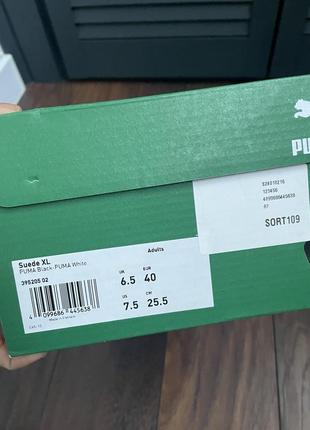 PU
SORT109
Suede XL
PUMA Black-PUMA White
Adults
395205 02
UK
EUR
6.5
40
US
CM
7.5
25.5
4 099686 445638